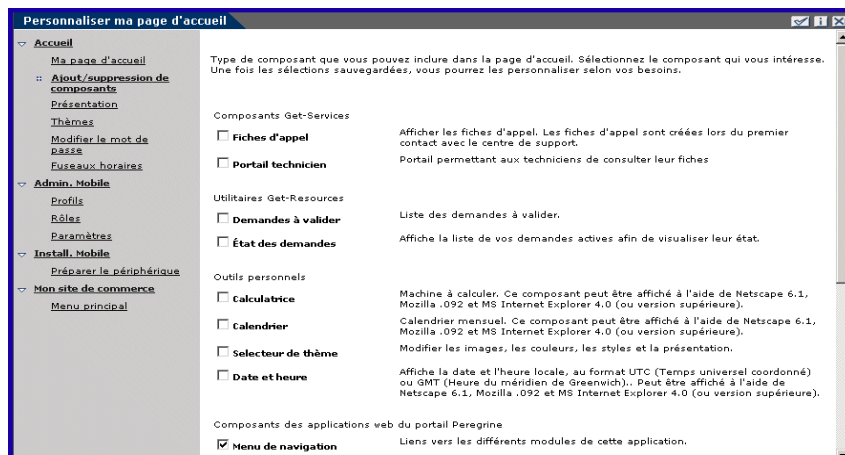 Personnaliser ma page d'accueil
Accueil
Ma page d'accueil
Ajout/suppression de
composants
Présentation
Thèmes
Modifier le mot de
passe
Fuseaux horaires
Admin. Mobile
Profils
Rôles
Paramètres
Install. Mobile
Préparer le périphérique
Mon site de commerce
Menu principal
Type de composant que vous pouvez inclure dans la page d'accueil. Sélectionnez le composant qui vous intéresse.
Une fois les sélections sauvegardées, vous pourrez les personnaliser selon vos besoins.
Composants Get-Services
Fiches d'appel
Afficher les fiches d'appel. Les fiches d'appel sont créées lors du premier
contact avec le centre de support.
Portail technicien
Portail permettant aux techniciens de consulter leur fiches
Utilitaires Get-Resources
Demandes à valider
Liste des demandes à valider.
État des demandes
Affiche la liste de vos demandes actives afin de visualiser leur état.
Outils personnels
Calculatrice
Machine à calculer. Ce composant peut être affiché à l'aide de Netscape 6.1,
Mozilla .092 et MS Internet Explorer 4.0 (ou version supérieure).
Calendrier
Calendrier mensuel. Ce composant peut être affiché à l'aide de Netscape 6.1,
Mozilla .092 et MS Internet Explorer 4.0 (ou version supérieure).
Selecteur de thème
Modifier les images, les couleurs, les styles et la présentation.
Date et heure
Affiche la date et l'heure locale, au format UTC (Temps universel coordonné)
ou GMT (Heure du méridien de Greenwich).. Peut être affiché à l'aide de
Netscape 6.1, Mozilla .092 et MS Internet Explorer 4.0 (ou version supérieure).
Composants des applications web du portail Peregrine
Menu de navigation
Liens vers les différents modules de cette application.